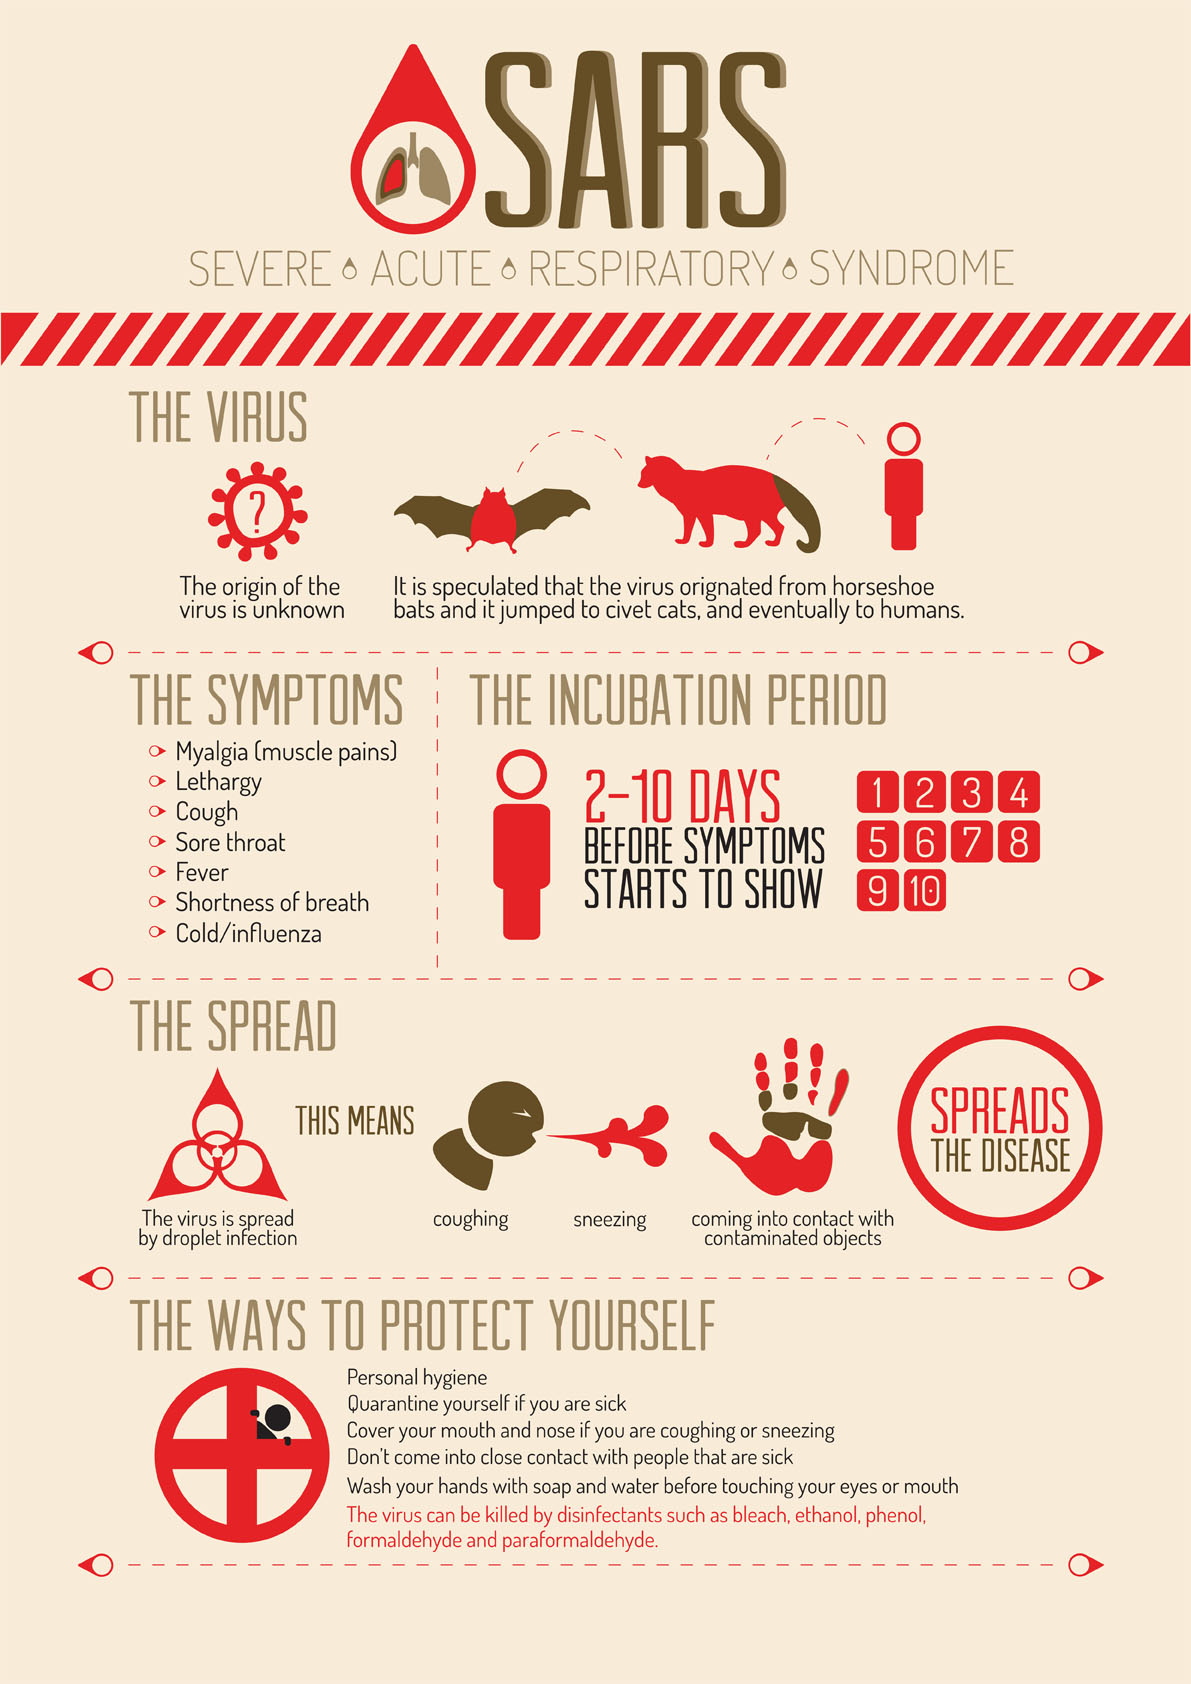 SARS
SEVERE ACUTE RESPIRATORY SYNDROME
THE VIRUS
?
The origin of the
virus is unknown
It is speculated that the virus orignated from horseshoe
bats and it jumped to civet cats, and eventually to humans.
THE SYMPTOMS
Myalgia (muscle pains)
Lethargy
Cough
Sore throat
Fever
Shortness of breath
Cold/influenza
THE INCUBATION PERIOD
2-10 DAYS
BEFORE SYMPTOMS
STARTS TO SHOW
1 2 3 4
5 6 7 8
9 10
THE SPREAD
The virus is spread
by droplet infection
THIS MEANS
coughing
sneezing
coming into contact with
contaminated objects
SPREADS
THE DISEASE
THE WAYS TO PROTECT YOURSELF
Personal hygiene
Quarantine yourself if you are sick
Cover your mouth and nose if you are coughing or sneezing
Don't come into close contact with people that are sick
Wash your hands with soap and water before touching your eyes or mouth
The virus can be killed by disinfectants such as bleach, ethanol, phenol,
formaldehyde and paraformaldehyde.